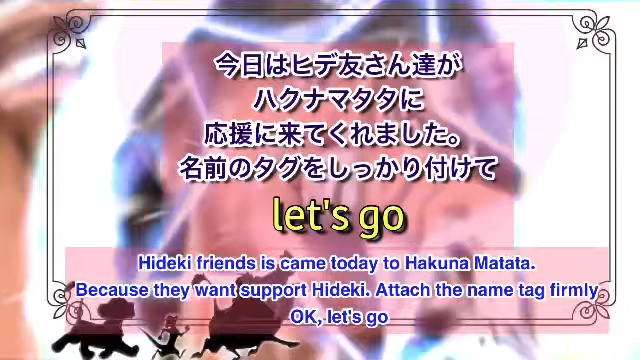 今日はヒデ友さん達が
ハクナマタタに
応援に来てくれました。
名前のタグをしっかり付けて
let's go
Hideki friends is came today to Hakuna Matata.
Because they want support Hideki. Attach the name tag firmly
OK, let's go